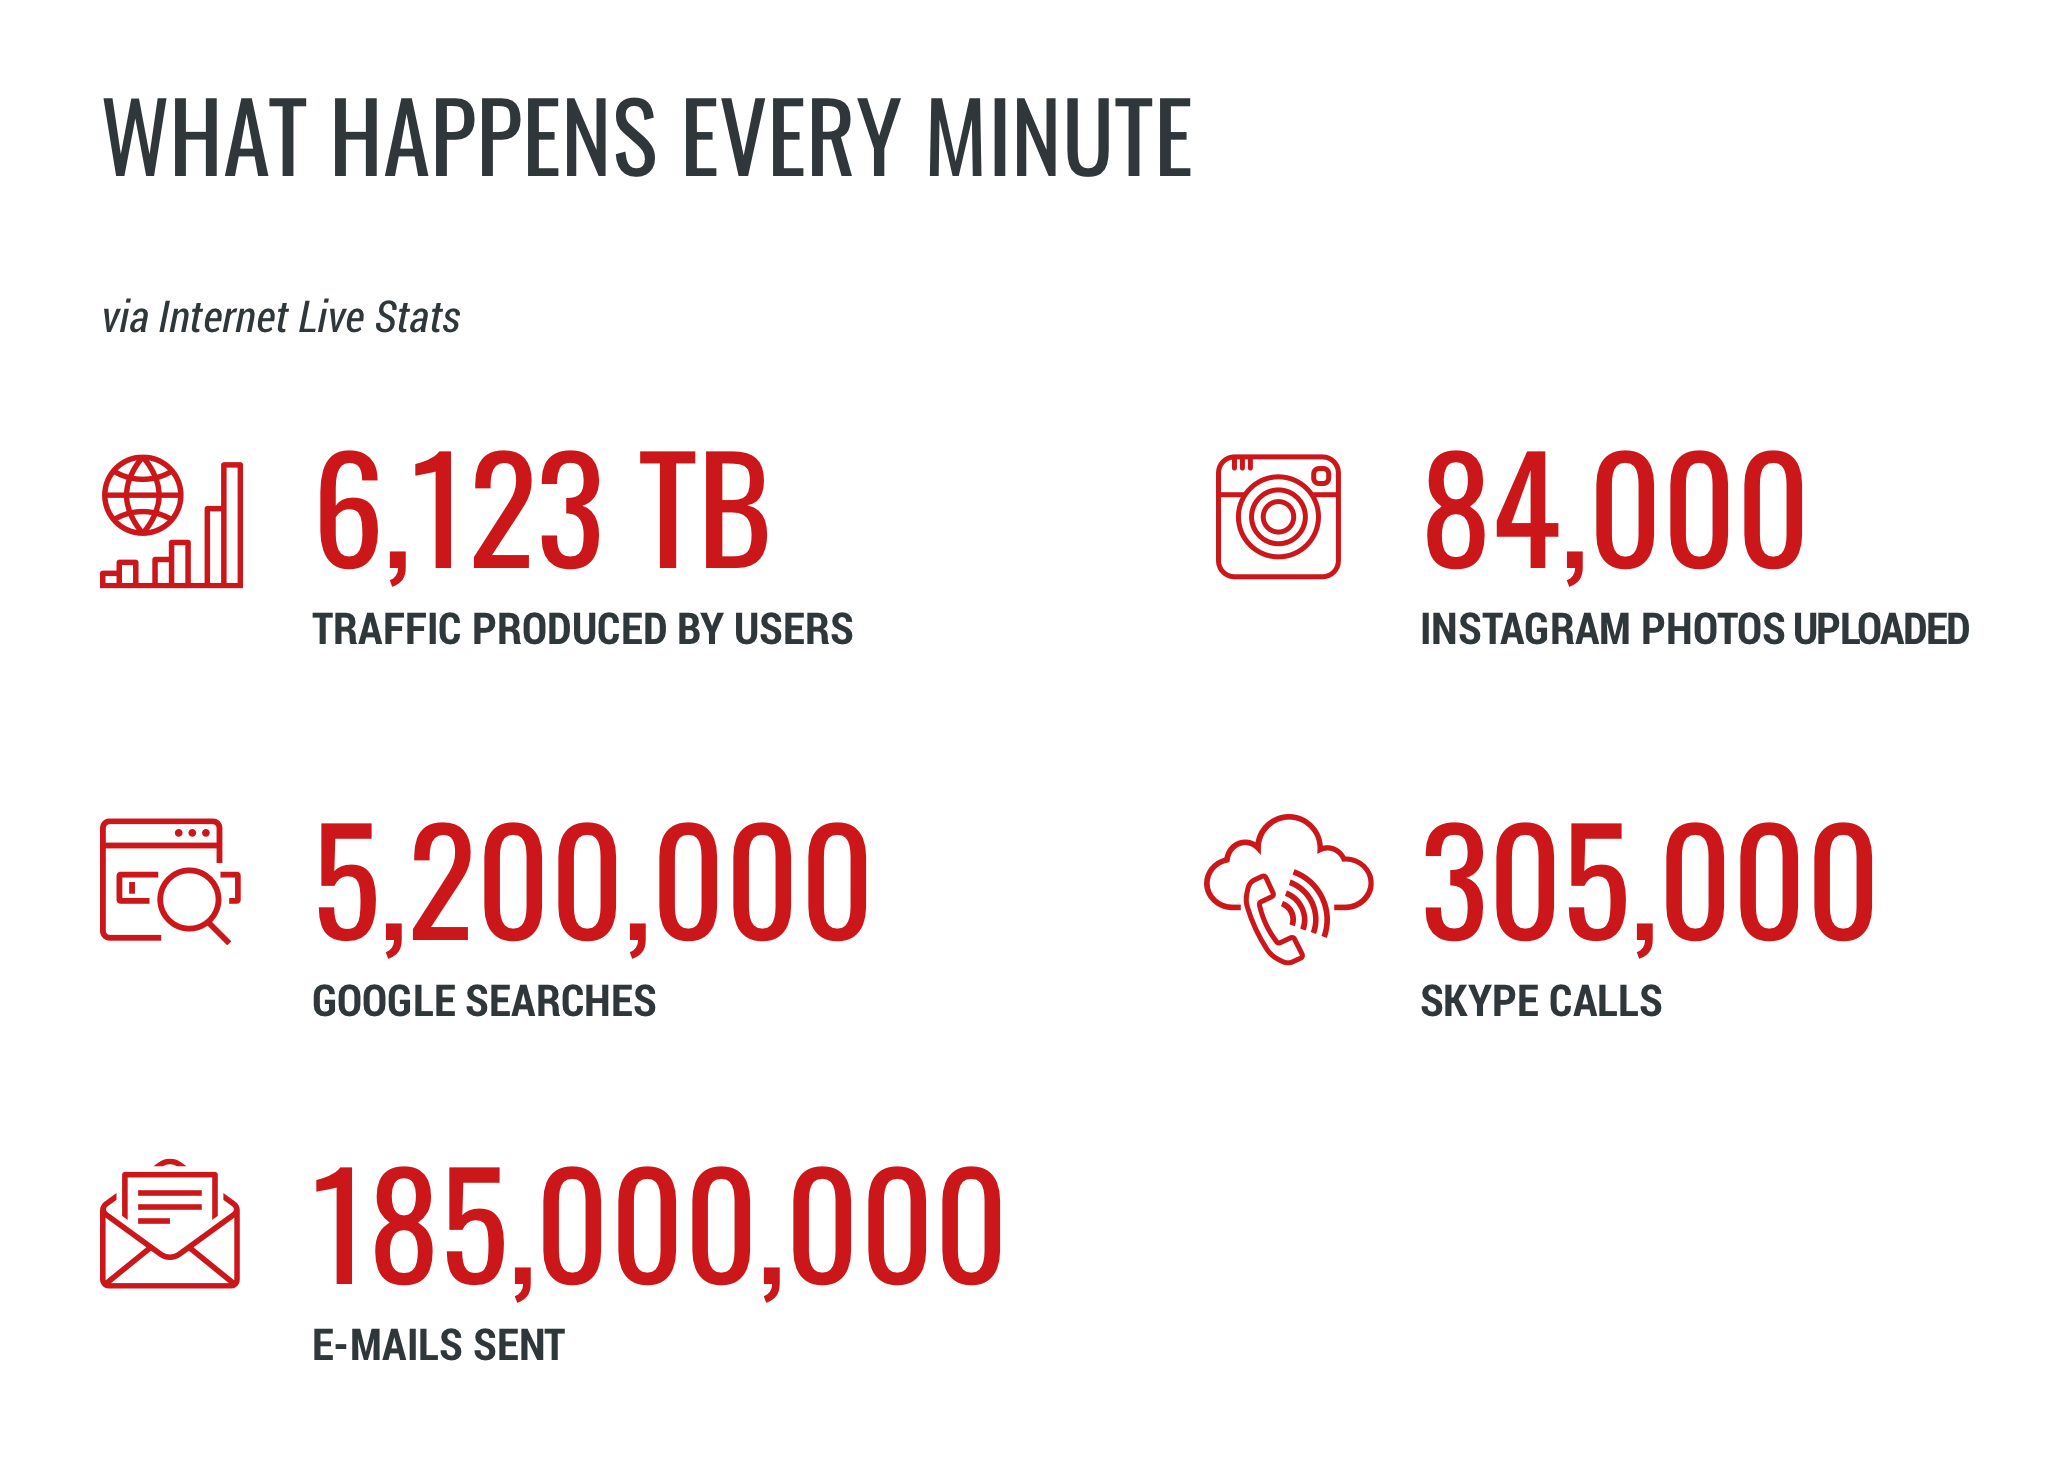 WHAT HAPPENS EVERY MINUTE
via Internet Live Stats
6,123 TB
TRAFFIC PRODUCED BY USERS
84,000
INSTAGRAM PHOTOS UPLOADED
5,200,000
GOOGLE SEARCHES
305,000
SKYPE CALLS
185,000,000
E-MAILS SENT